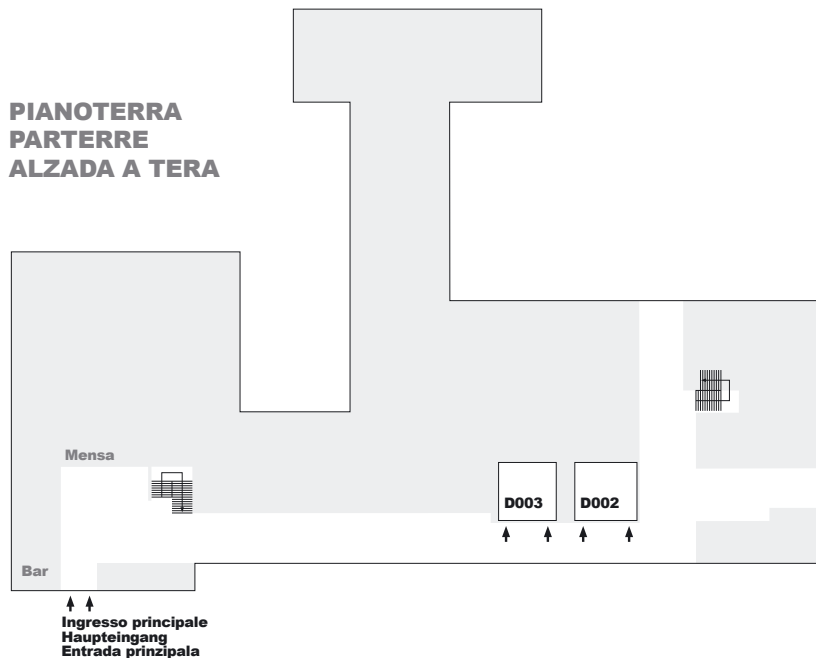 PIANOTERRA
PARTERRE
ALZADA A TERA
Mensa
D003
D002
Bar
Ingresso principale
Haupteingang
Entrada prinzipala